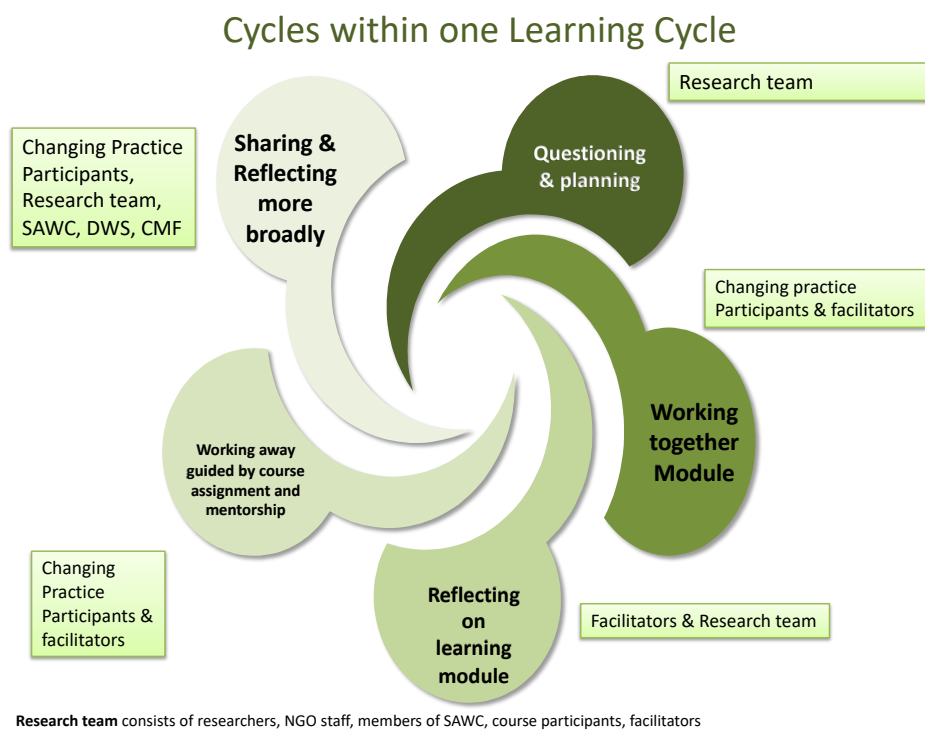 Cycles within one Learning Cycle
Research team
Questioning
& planning
Changing practice
Participants & facilitators
Working
together
Module
Facilitators & Research team
Reflecting
on
learning
module
Changing
Practice
Participants &
facilitators
Working away
guided by course
assignment and
mentorship
Changing Practice
Participants,
Research team,
SAWC, DWS, CMF
Sharing &
Reflecting
more
broadly
Research team consists of researchers, NGO staff, members of SAWC, course participants, facilitators